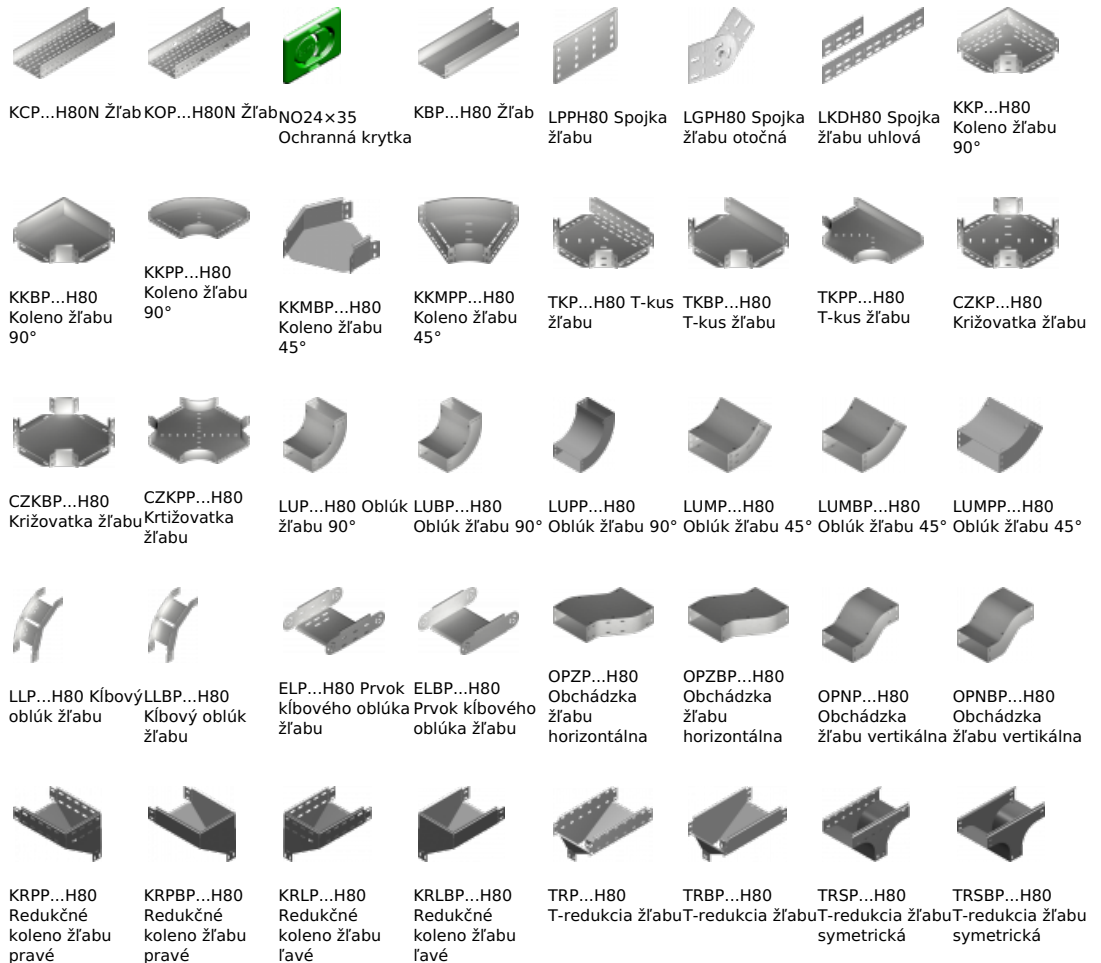 KCP...H80N Žľab
KOP...H80N Žľab
NO24×35
Ochranná krytka
KBP...H80 Žľab
LPPH80 Spojka
žľabu
LGPH80 Spojka
žľabu otočná
LKDH80 Spojka
žľabu uhlová
KKP...H80
Koleno žľabu
90°
KKBP...H80
Koleno žľabu
90°
KKPP...H80
Koleno žľabu
90°
KKMBP...H80
Koleno žľabu
45°
KKMPP...H80
Koleno žľabu
45°
TKP...H80 T-kus
žľabu
TKBP...H80
T-kus žľabu
TKPP...H80
T-kus žľabu
CZKP...H80
Križovatka žľabu
CZKBP...H80
Križovatka žľabu
CZKPP...H80
Krtižovatka
žľabu
LUP...H80 Oblúk
žľabu 90°
LUBP...H80
Oblúk žľabu 90°
LUPP...H80
Oblúk žľabu 90°
LUMP...H80
Oblúk žľabu 45°
LUMBP...H80
Oblúk žľabu 45°
LUMPP...H80
Oblúk žľabu 45°
LLP...H80 Kĺbový
oblúk žľabu
LLBP...H80
Kĺbový oblúk
žľabu
ELP...H80 Prvok
kĺbového oblúka
žľabu
ELBP...H80
Prvok kĺbového
oblúka žľabu
OPZP...H80
Obchádzka
žľabu
horizontálna
OPZBP...H80
Obchádzka
žľabu
horizontálna
OPNP...H80
Obchádzka
žľabu vertikálna
OPNBP...H80
Obchádzka
žľabu vertikálna
KRPP...H80
Redukčné
koleno žľabu
pravé
KRPBP...H80
Redukčné
koleno žľabu
pravé
KRLP...H80
Redukčné
koleno žľabu
ľavé
KRLBP...H80
Redukčné
koleno žľabu
ľavé
TRP...H80
T-redukcia žľabu
TRBP...H80
T-redukcia žľabu
TRSP...H80
T-redukcia žľabu
symetrická
TRSBP...H80
T-redukcia žľabu
symetrická